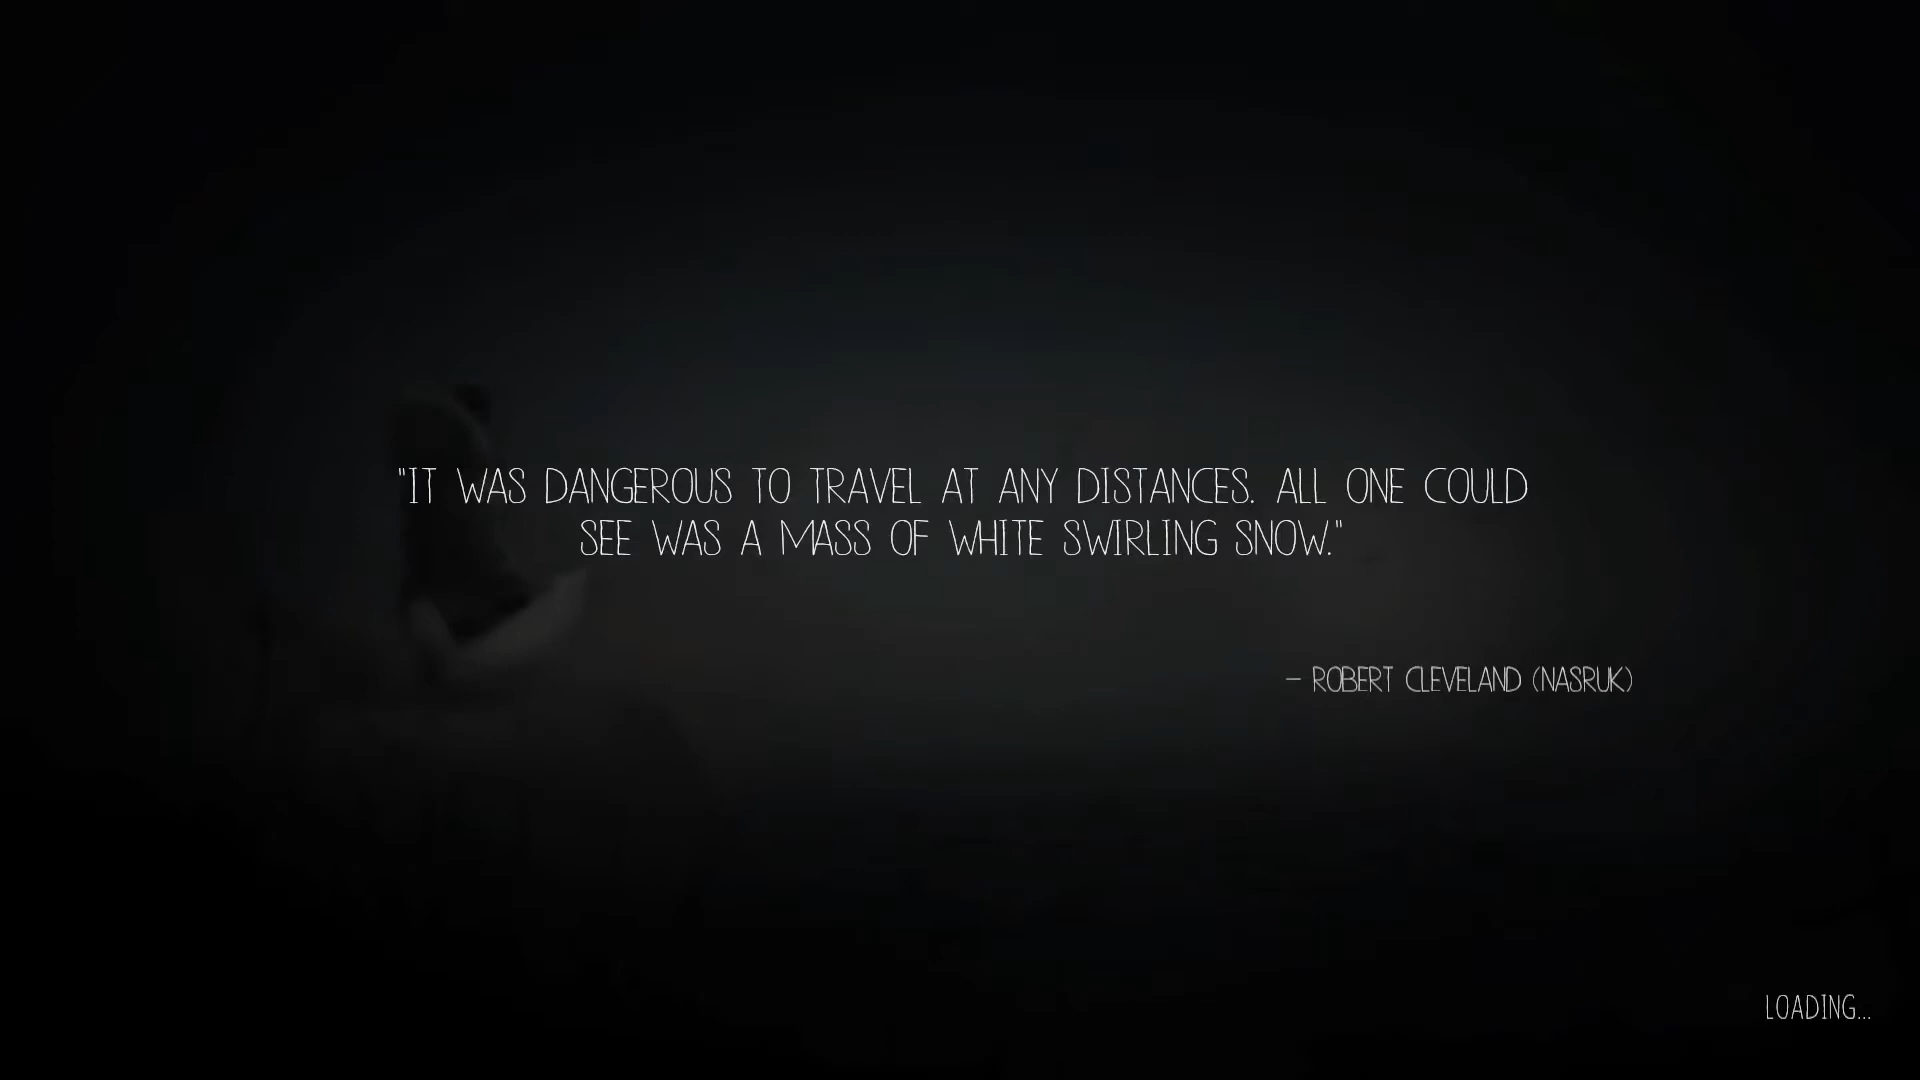 "IT WAS DANGEROUS TO TRAVEL AT ANY DISTANCES. ALL ONE COULD
SEE WAS A MASS OF WHITE SWIRLING SNOW."
– ROBERT CLEVELAND (NASRUK)
LOADING...